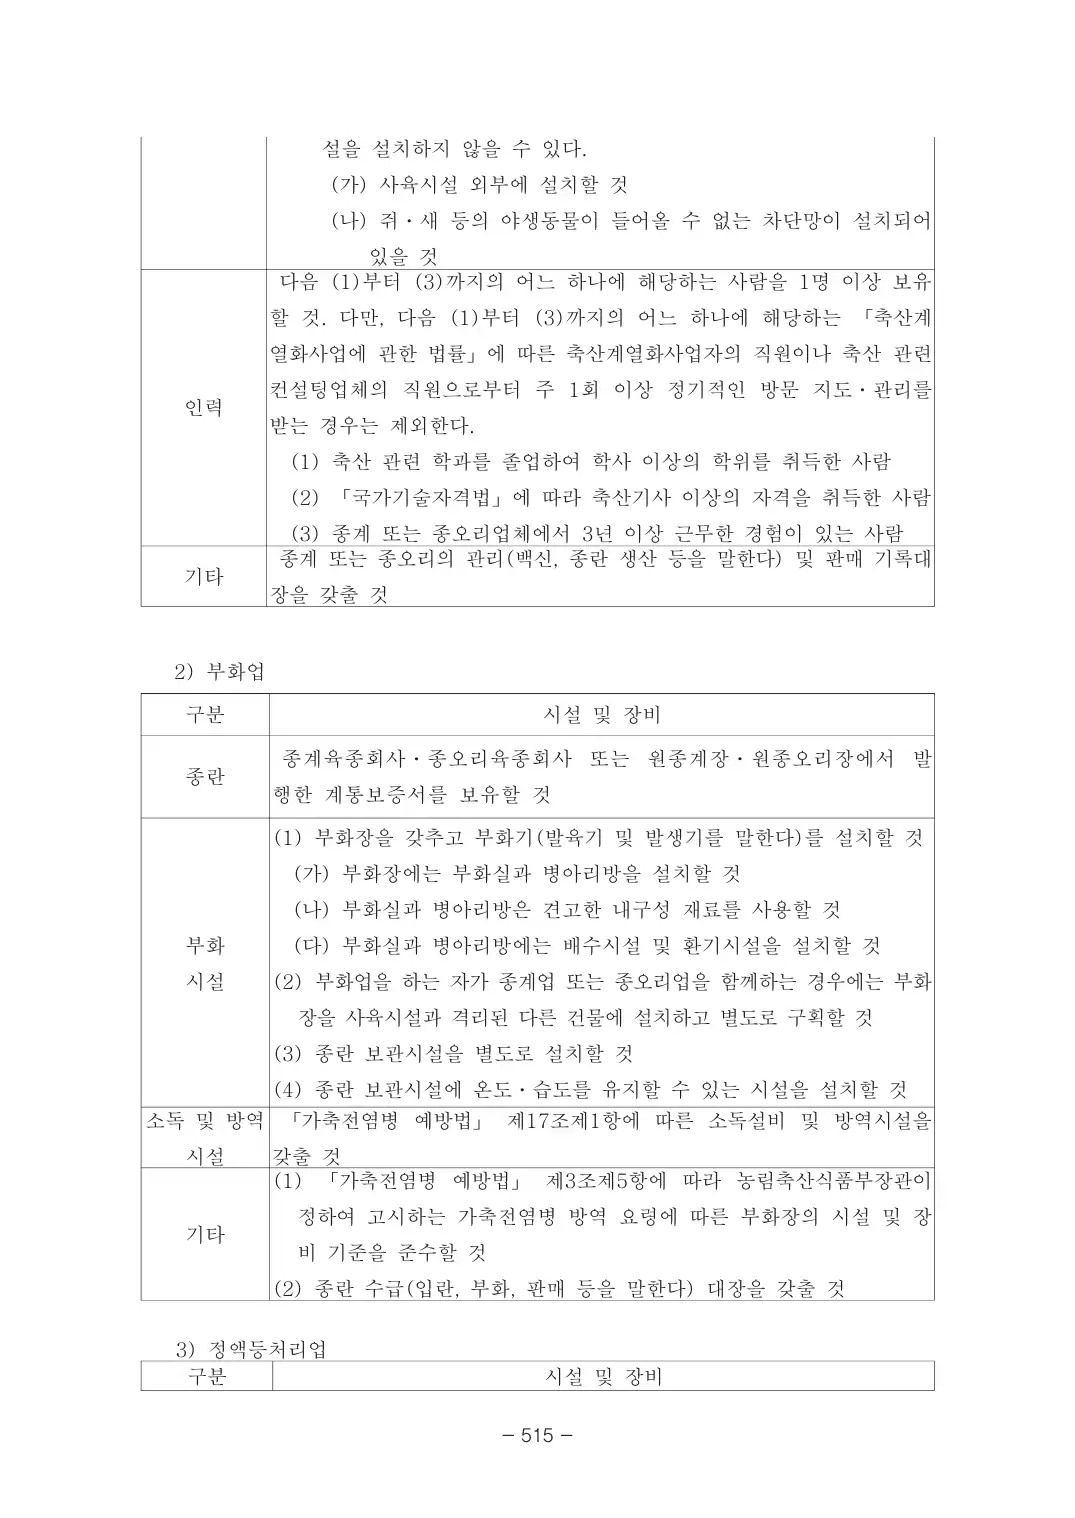 설을 설치하지 않을 수 있다.
(가) 사육시설 외부에 설치할 것
(나) 쥐·새 등의 야생동물이 들어올 수 없는 차단망이 설치되어
있을 것
인력
다음 (1)부터 (3)까지의 어느 하나에 해당하는 사람을 1명 이상 보유
할 것. 다만, 다음 (1)부터 (3)까지의 어느 하나에 해당하는 「축산계
열화사업에 관한 법률」에 따른 축산계열화사업자의 직원이나 축산 관련
컨설팅업체의 직원으로부터 주 1회 이상 정기적인 방문 지도·관리를
받는 경우는 제외한다.
(1) 축산 관련 학과를 졸업하여 학사 이상의 학위를 취득한 사람
(2) 「국가기술자격법」에 따라 축산기사 이상의 자격을 취득한 사람
(3) 종계 또는 종오리업체에서 3년 이상 근무한 경험이 있는 사람
기타
종계 또는 종오리의 관리(백신, 종란 생산 등을 말한다) 및 판매 기록대
장을 갖출 것
2) 부화업
구분 시설 및 장비
종란
종계육종회사·종오리육종회사 또는 원종계장·원종오리장에서 발
행한 계통보증서를 보유할 것
부화
시설
(1) 부화장을 갖추고 부화기(발육기 및 발생기를 말한다)를 설치할 것
(가) 부화장에는 부화실과 병아리방을 설치할 것
(나) 부화실과 병아리방은 견고한 내구성 재료를 사용할 것
(다) 부화실과 병아리방에는 배수시설 및 환기시설을 설치할 것
(2) 부화업을 하는 자가 종계업 또는 종오리업을 함께하는 경우에는 부화
장을 사육시설과 격리된 다른 건물에 설치하고 별도로 구획할 것
(3) 종란 보관시설을 별도로 설치할 것
(4) 종란 보관시설에 온도·습도를 유지할 수 있는 시설을 설치할 것
소독 및 방역
시설
「가축전염병 예방법」 제17조제1항에 따른 소독설비 및 방역시설을
갖출 것
기타
(1) 「가축전염병 예방법」 제3조제5항에 따라 농림축산식품부장관이
정하여 고시하는 가축전염병 방역 요령에 따른 부화장의 시설 및 장
비 기준을 준수할 것
(2) 종란 수급(입란, 부화, 판매 등을 말한다) 대장을 갖출 것
3) 정액등처리업
구분 시설 및 장비
- 515 -